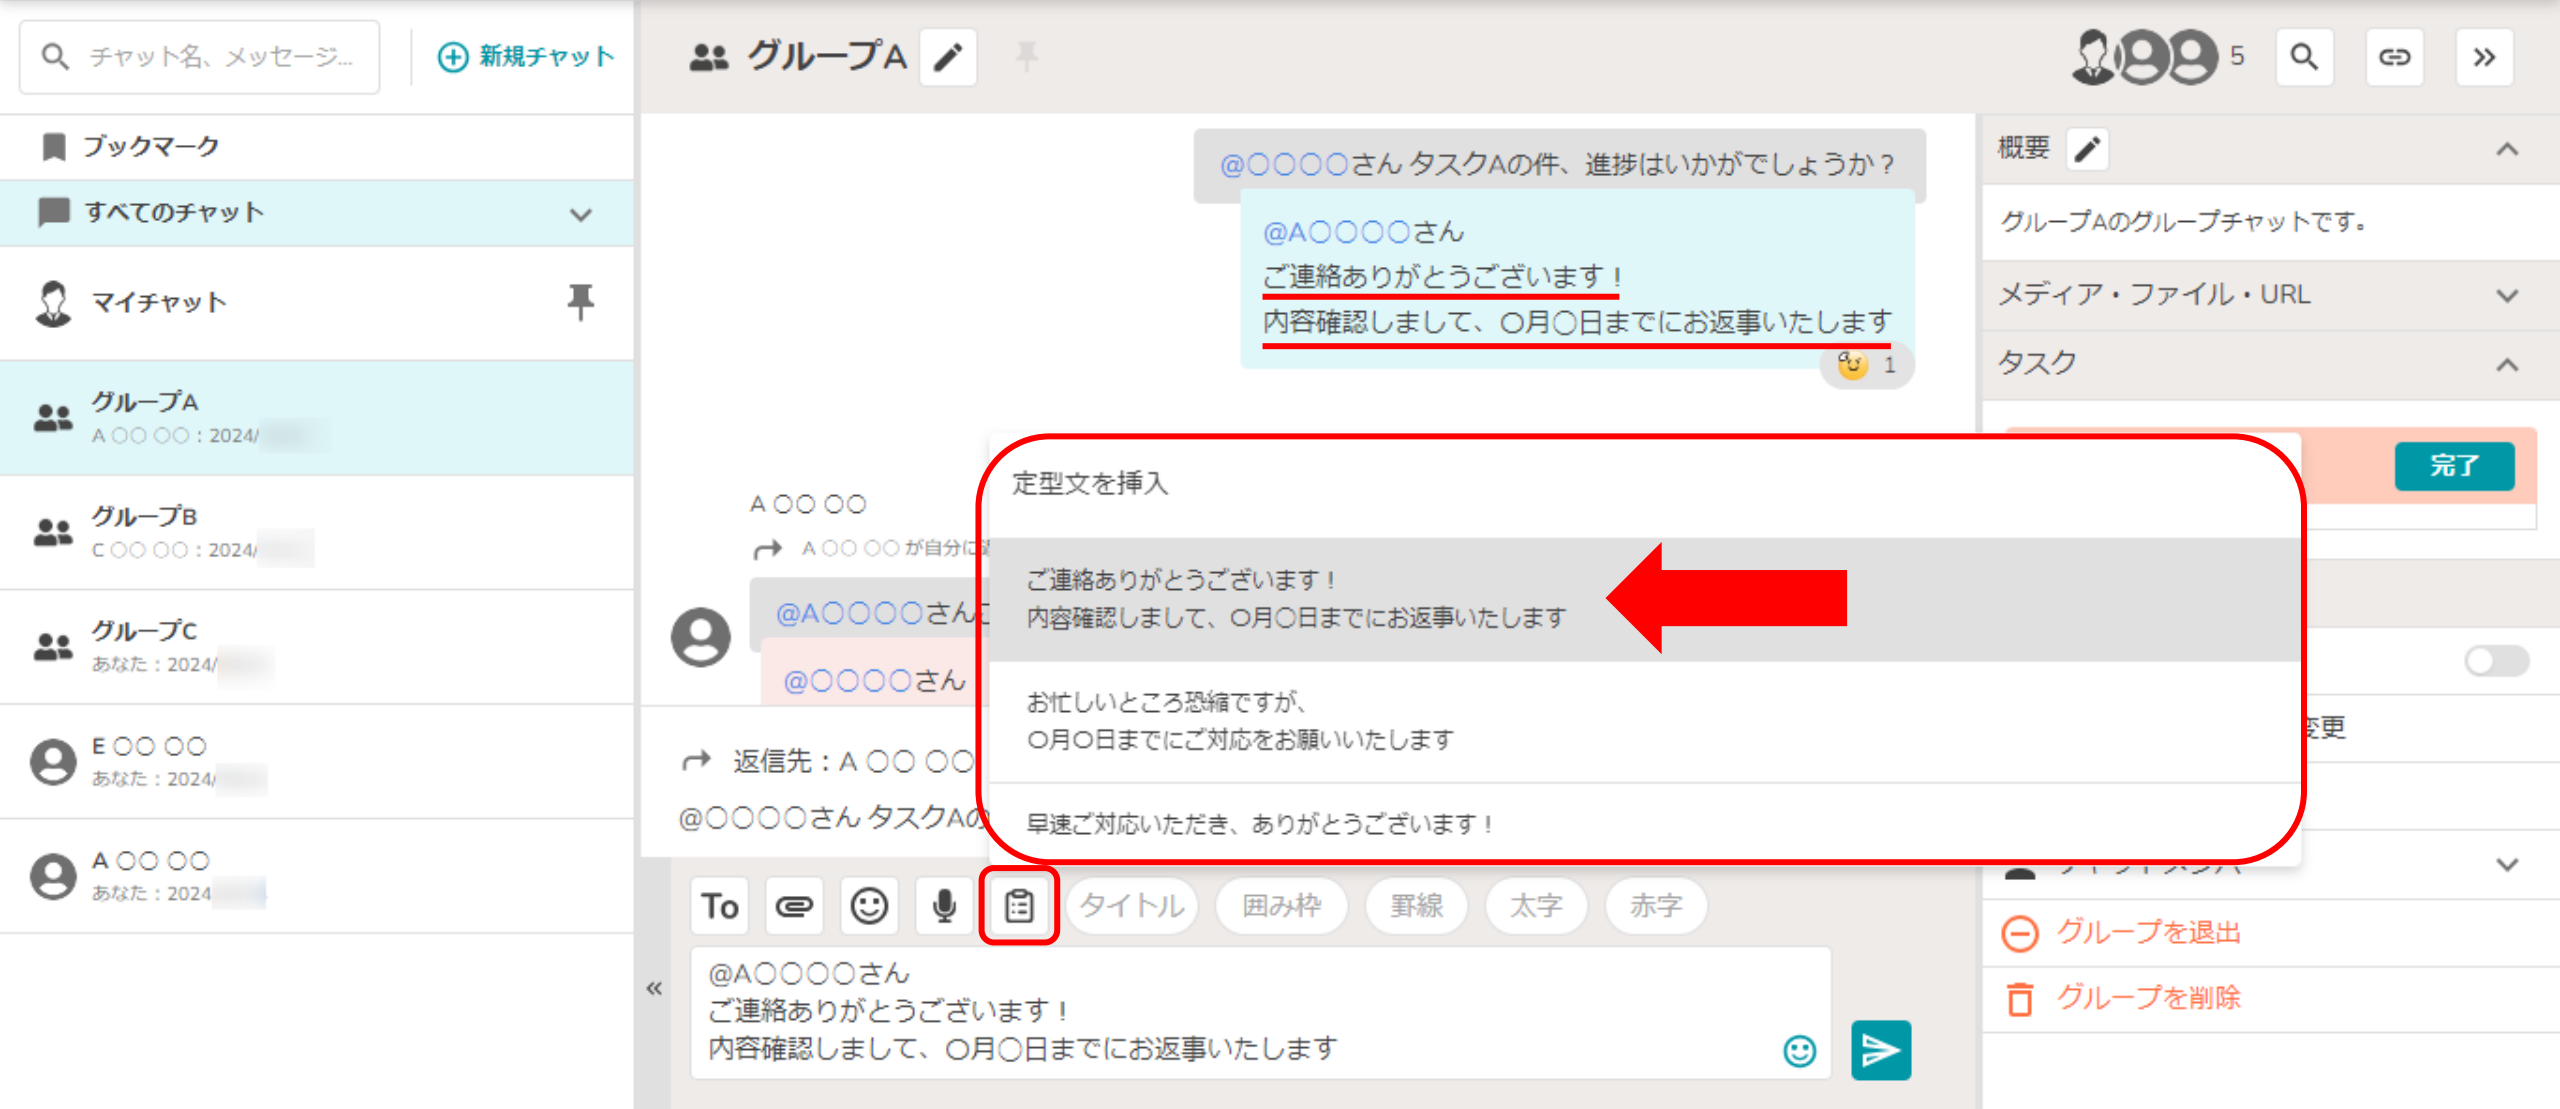 チャット名、メッセージ...
新規チャット
ブックマーク
すべてのチャット
マイチャット
グループA
A 〇〇 〇〇：2024/
グループB
C 〇〇 〇〇：2024/
グループC
あなた：2024/
E 〇〇 〇〇
あなた：2024/
A 〇〇 〇〇
あなた：2024
グループA
5
@〇〇〇〇さん タスクAの件、進捗はいかがでしょうか？
@A〇〇〇〇さん
ご連絡ありがとうございます！
内容確認しまして、〇月〇日までにお返事いたします
1
A 〇〇 〇〇
A 〇〇 〇〇 が自分に
@A〇〇〇〇さん
@〇〇〇〇さん
返信先：A 〇〇 〇〇
@〇〇〇〇さん タスクAの
定型文を挿入
ご連絡ありがとうございます！
内容確認しまして、〇月〇日までにお返事いたします
お忙しいところ恐縮ですが、
〇月〇日までにご対応をお願いいたします
早速ご対応いただき、ありがとうございます！
To
タイトル
囲み枠
罫線
太字
赤字
@A〇〇〇〇さん
ご連絡ありがとうございます！
内容確認しまして、〇月〇日までにお返事いたします
概要
グループAのグループチャットです。
メディア・ファイル・URL
タスク
完了
変更
グループを退出
グループを削除